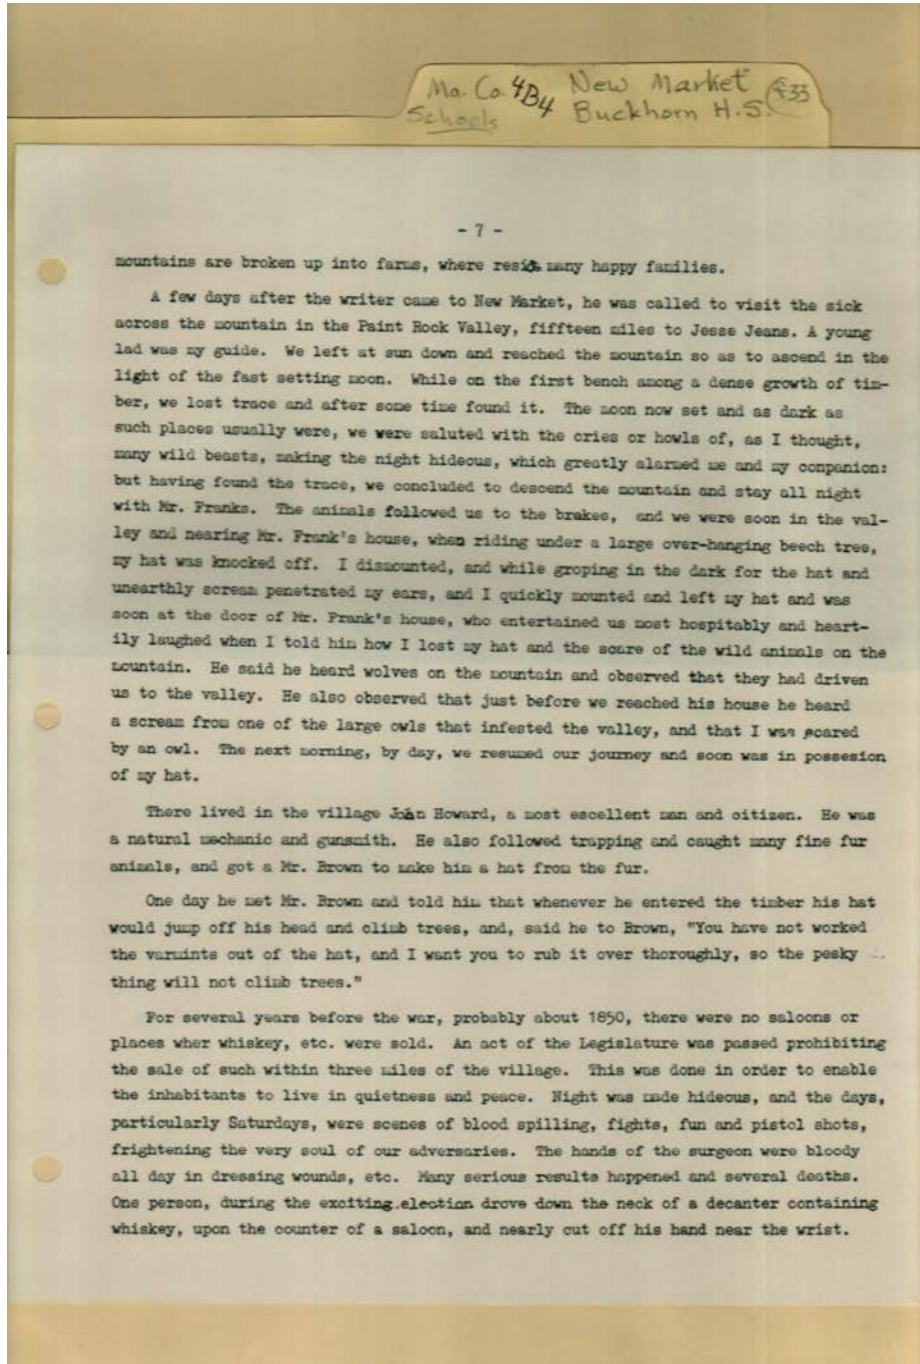 Ma. Co. 4B4 New Market 433
Schools Buckhorn H.S.
- 7 -
mountains are broken up into farms, where reside many happy families.
A few days after the writer came to New Market, he was called to visit the sick
across the mountain in the Paint Rock Valley, fiffteen miles to Jesse Jeans. A young
lad was my guide. We left at sun down and reached the mountain so as to ascend in the
light of the fast setting moon. While on the first bench among a dense growth of tim-
ber, we lost trace and after some time found it. The moon now set and as dark as
such places usually were, we were saluted with the cries or howls of, as I thought,
many wild beasts, making the night hideous, which greatly alarmed me and my companion:
but having found the trace, we concluded to descend the mountain and stay all night
with Mr. Franks. The animals followed us to the brakes, and we were soon in the val-
ley and nearing Mr. Frank's house, when riding under a large over-hanging beech tree,
my hat was knocked off. I dismounted, and while groping in the dark for the hat and
unearthly scream penetrated my ears, and I quickly mounted and left my hat and was
soon at the door of Mr. Frank's house, who entertained us most hospitably and heart-
ily laughed when I told him how I lost my hat and the scare of the wild animals on the
mountain. He said he heard wolves on the mountain and observed that they had driven
us to the valley. He also observed that just before we reached his house he heard
a scream from one of the large owls that infested the valley, and that I was scared
by an owl. The next morning, by day, we resumed our journey and soon was in possesion
of my hat.
There lived in the village John Howard, a most escellent man and citizen. He was
a natural mechanic and gunsmith. He also followed trapping and caught many fine fur
animals, and got a Mr. Brown to make him a hat from the fur.
One day he met Mr. Brown and told him that whenever he entered the timber his hat
would jump off his head and climb trees, and, said he to Brown, "You have not worked
the varmints out of the hat, and I want you to rub it over thoroughly, so the pesky
thing will not climb trees."
For several years before the war, probably about 1850, there were no saloons or
places wher whiskey, etc. were sold. An act of the Legislature was passed prohibiting
the sale of such within three miles of the village. This was done in order to enable
the inhabitants to live in quietness and peace. Night was made hideous, and the days,
particularly Saturdays, were scenes of blood spilling, fights, fun and pistol shots,
frightening the very soul of our adversaries. The hands of the surgeon were bloody
all day in dressing wounds, etc. Many serious results happened and several deaths.
One person, during the exciting election drove down the neck of a decanter containing
whiskey, upon the counter of a saloon, and nearly cut off his hand near the wrist.